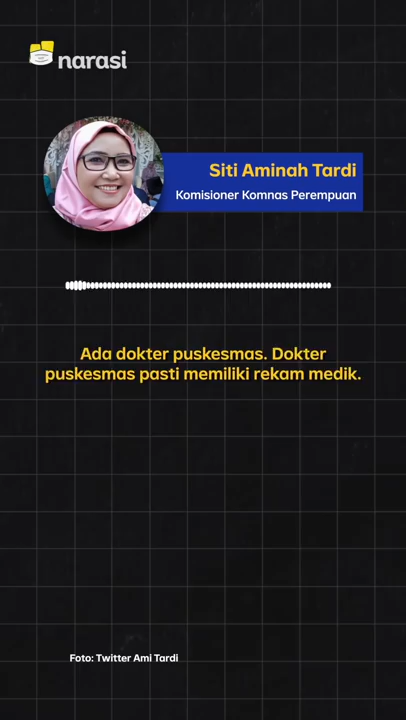 narasi
Siti Aminah Tardi
Komisioner Komnas Perempuan
Ada dokter puskesmas. Dokter
puskesmas pasti memiliki rekam medik.
Foto: Twitter Ami Tardi